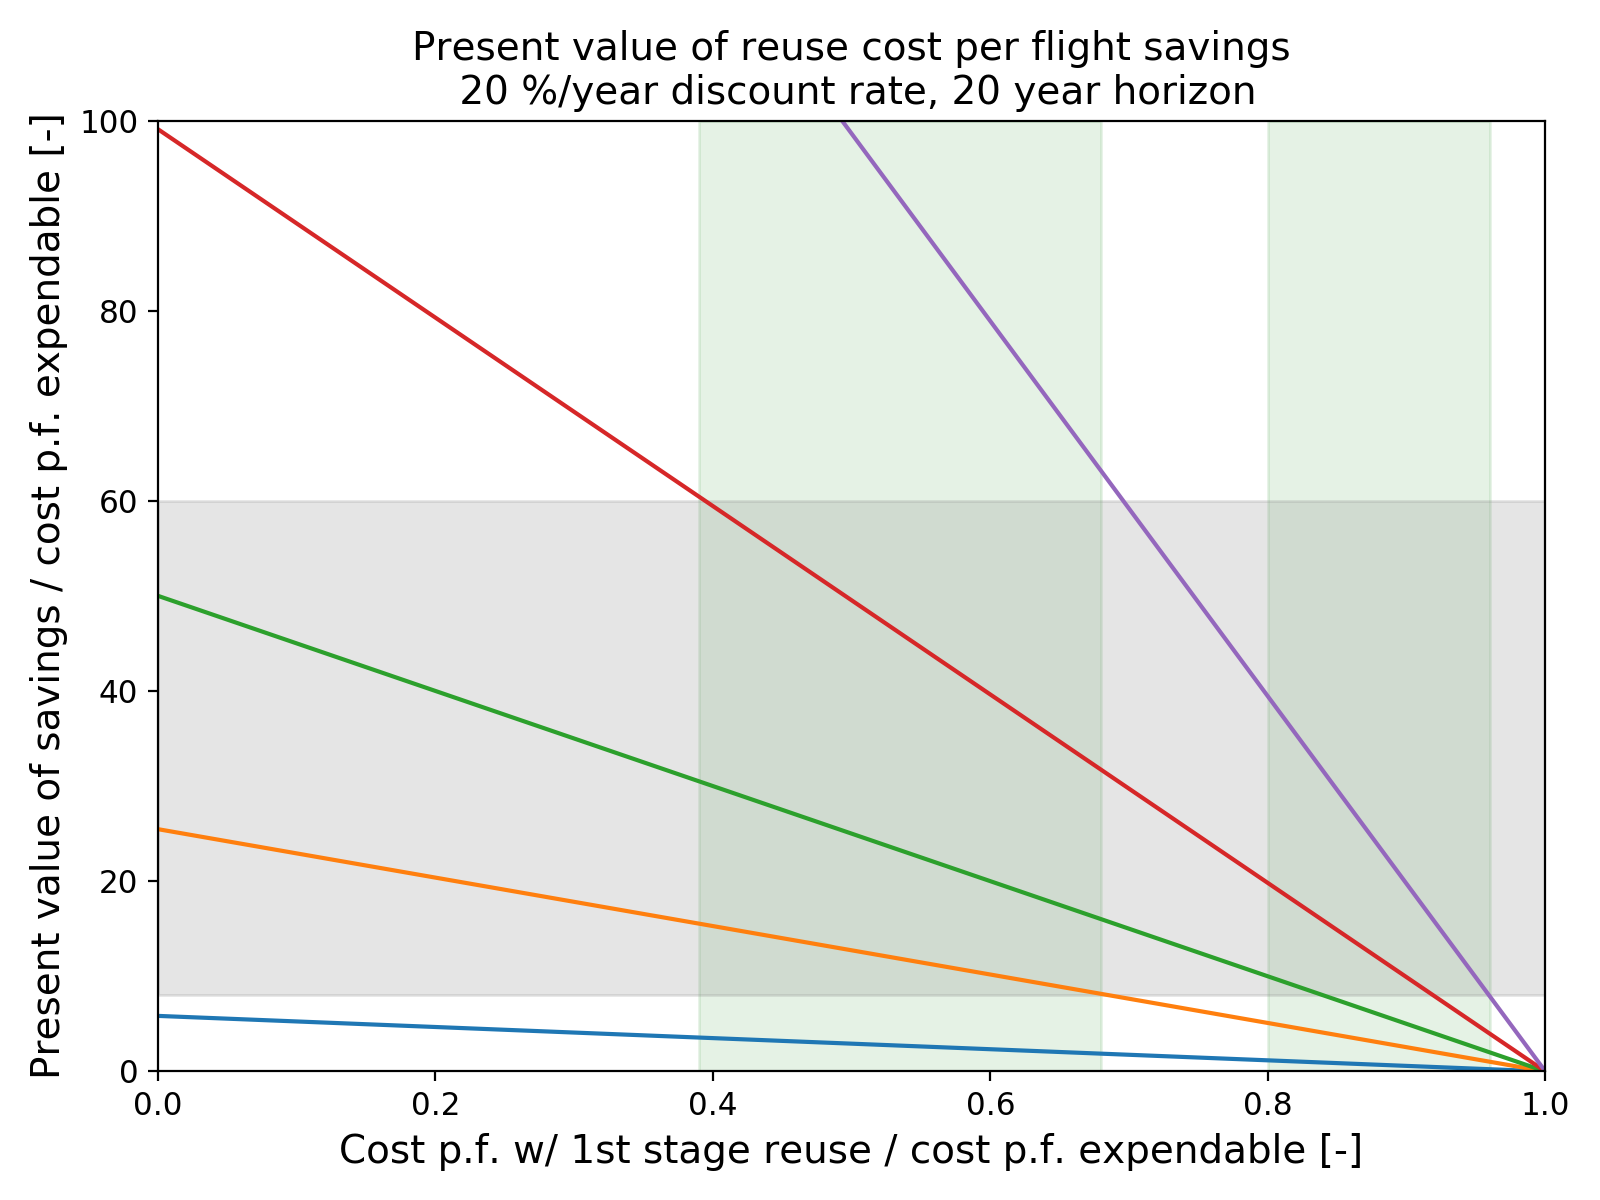 Present value of reuse cost per flight savings
20 %/year discount rate, 20 year horizon
Present value of savings / cost p.f. expendable [-]
100
80
60
40
20
0
0.0 0.2 0.4 0.6 0.8 1.0
Cost p.f. w/ 1st stage reuse / cost p.f. expendable [-]